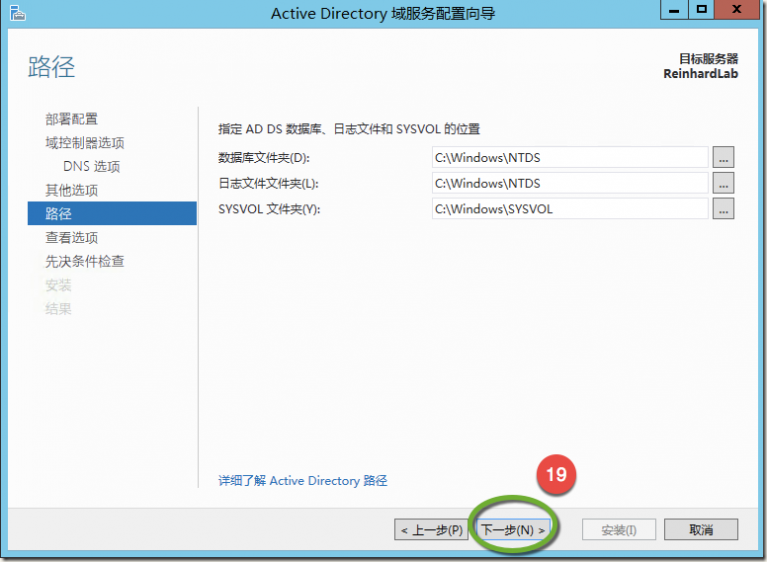 Active Directory 域服务配置向导
路径
目标服务器
ReinhardLab
部署配置
域控制器选项
DNS 选项
其他选项
路径
查看选项
先决条件检查
安装
结果
指定 AD DS 数据库、日志文件和 SYSVOL 的位置
数据库文件夹(D): C:\Windows\NTDS ...
日志文件文件夹(L): C:\Windows\NTDS ...
SYSVOL 文件夹(Y): C:\Windows\SYSVOL ...
详细了解 Active Directory 路径
19
< 上一步(P) 下一步(N) > 安装(I) 取消